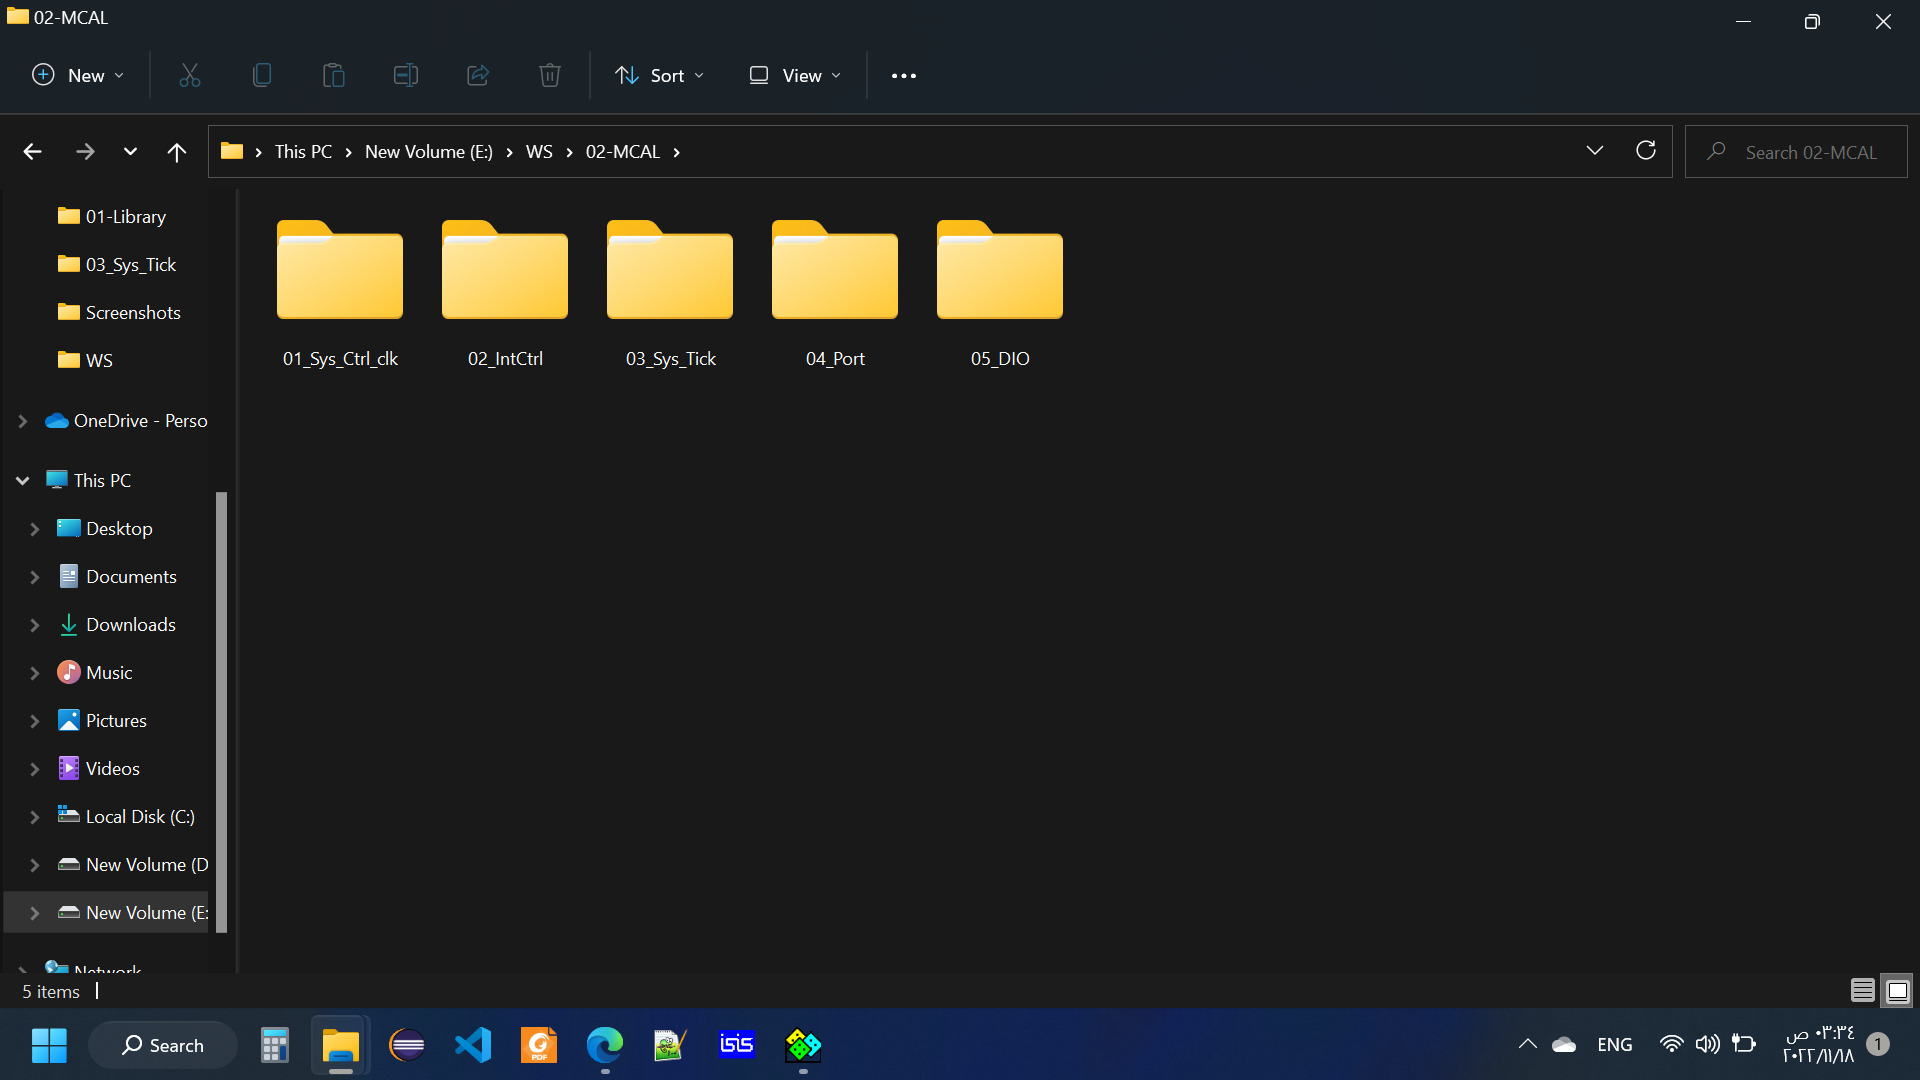 02-MCAL
New
Sort
View
This PC
New Volume (E:)
WS
02-MCAL
Search 02-MCAL
01-Library
03_Sys_Tick
Screenshots
WS
OneDrive - Perso
This PC
Desktop
Documents
Downloads
Music
Pictures
Videos
Local Disk (C:)
New Volume (D
New Volume (E:
Network
01_Sys_Ctrl_clk
02_IntCtrl
03_Sys_Tick
04_Port
05_DIO
5 items
Search
PDF
isis
ENG
٠٣:٣٤ ص
٢٠٢٢/١١/١٨
1